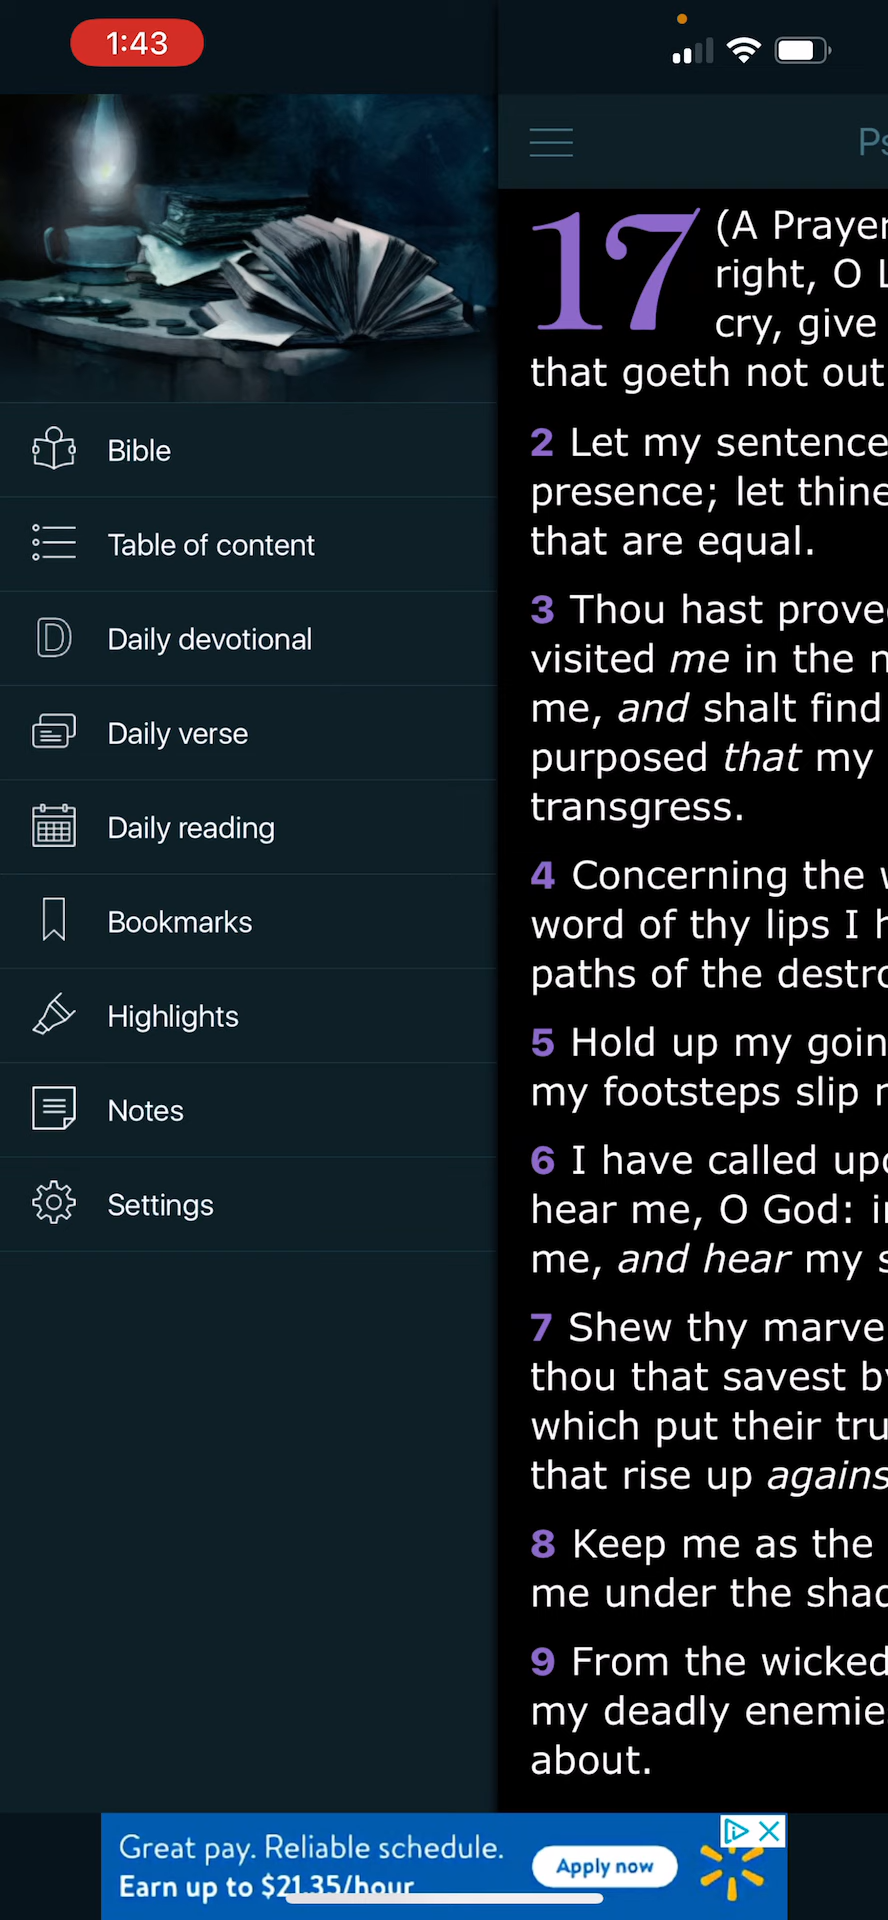 1:43
Bible
Table of content
Daily devotional
Daily verse
Daily reading
Bookmarks
Highlights
Notes
Settings
17 (A Prayer
right, O
cry, give
that goeth not out
2 Let my sentence
presence; let thine
that are equal.
3 Thou hast prove
visited me in the
me, and shalt find
purposed that my
transgress.
4 Concerning the
word of thy lips I
paths of the destro
5 Hold up my goin
my footsteps slip
6 I have called upo
hear me, O God:
me, and hear my
7 Shew thy marve
thou that savest by
which put their tru
that rise up agains
8 Keep me as the
me under the shad
9 From the wicked
my deadly enemie
about.
Great pay. Reliable schedule.
Earn up to $21.35/hour
Apply now